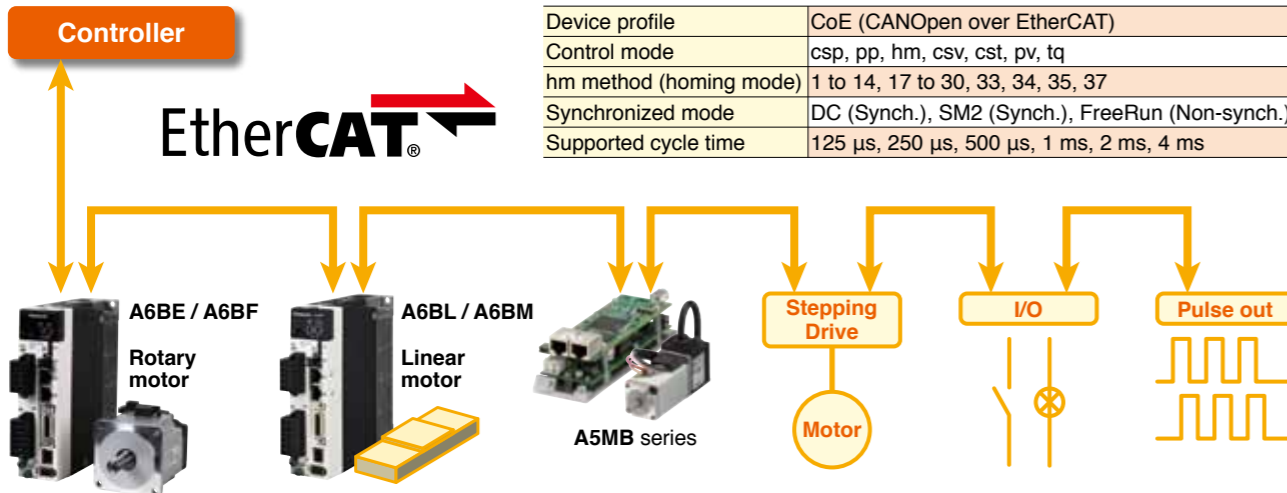 Controller
EtherCAT®
Device profile CoE (CANOpen over EtherCAT)
Control mode csp, pp, hm, csv, cst, pv, tq
hm method (homing mode) 1 to 14, 17 to 30, 33, 34, 35, 37
Synchronized mode DC (Synch.), SM2 (Synch.), FreeRun (Non-synch.)
Supported cycle time 125 µs, 250 µs, 500 µs, 1 ms, 2 ms, 4 ms
A6BE / A6BF
Rotary
motor
A6BL / A6BM
Linear
motor
A5MB series
Stepping
Drive
Motor
I/O
Pulse out